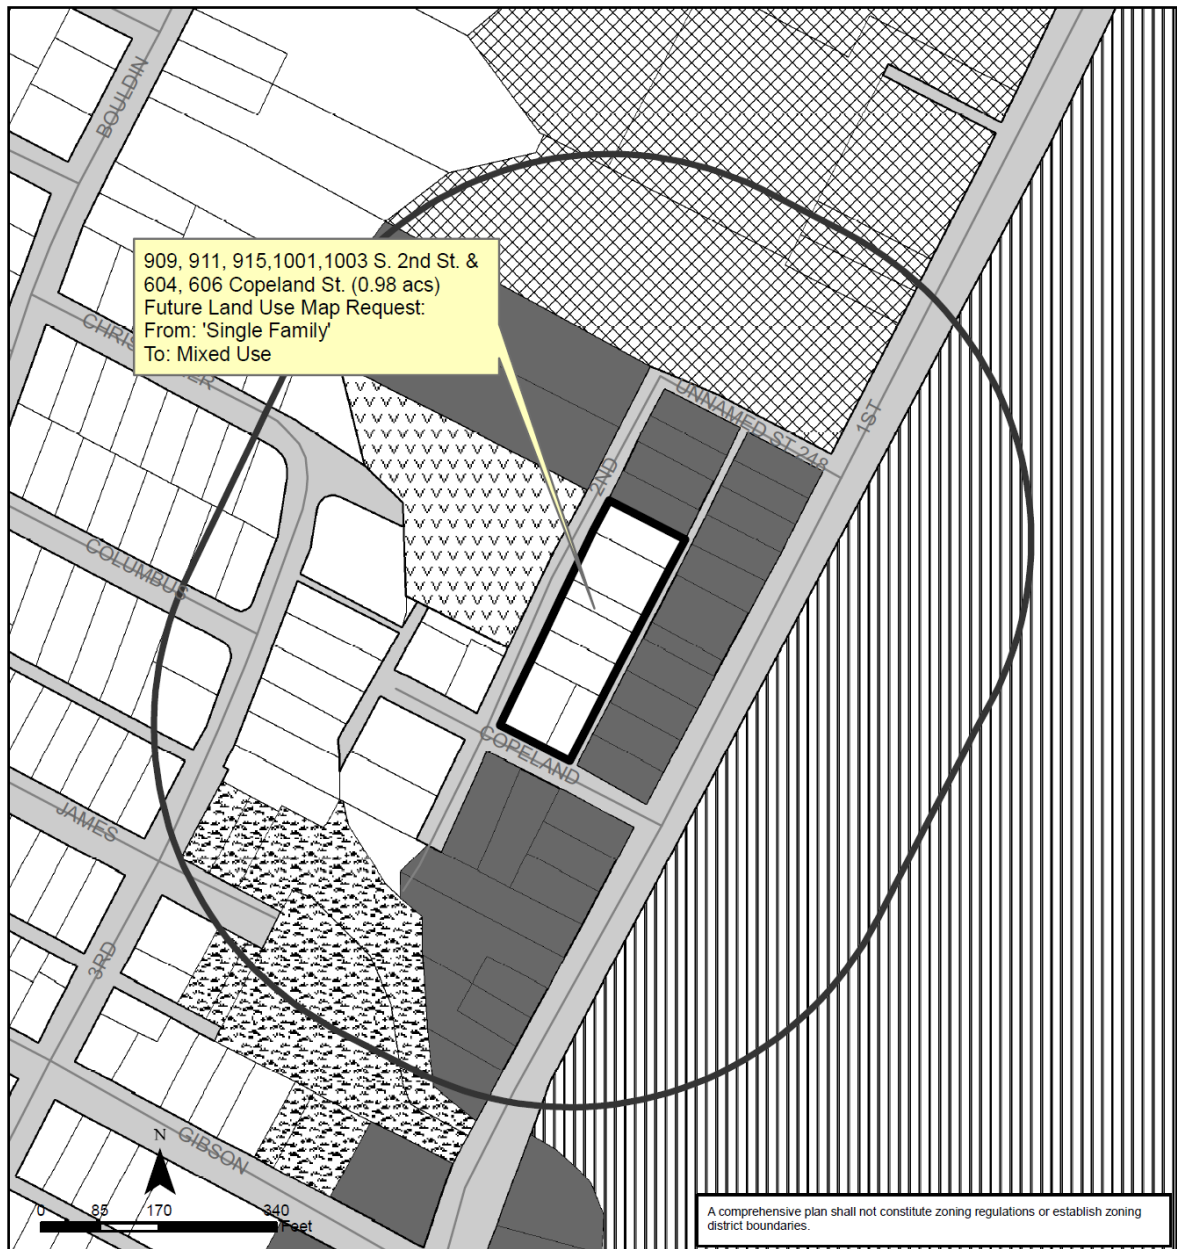 BOULDIN
909, 911, 915,1001,1003 S. 2nd St. &
604, 606 Copeland St. (0.98 acs)
Future Land Use Map Request:
From: 'Single Family'
To: Mixed Use
CHRIS
ER
UNNAMED ST 248
1ST
2ND
COLUMBUS
COPELAND
JAMES
3RD
GIBSON
N
0 85 170 340
Feet
A comprehensive plan shall not constitute zoning regulations or establish zoning
district boundaries.